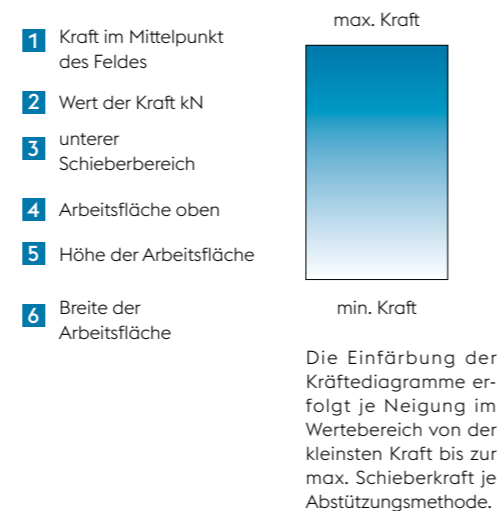 1 Kraft im Mittelpunkt
des Feldes
2 Wert der Kraft kN
3 unterer
Schieberbereich
4 Arbeitsfläche oben
5 Höhe der Arbeitsfläche
6 Breite der
Arbeitsfläche
max. Kraft
min. Kraft
Die Einfärbung der
Kräftediagramme er-
folgt je Neigung im
Wertebereich von der
kleinsten Kraft bis zur
max. Schieberkraft je
Abstützungsmethode.